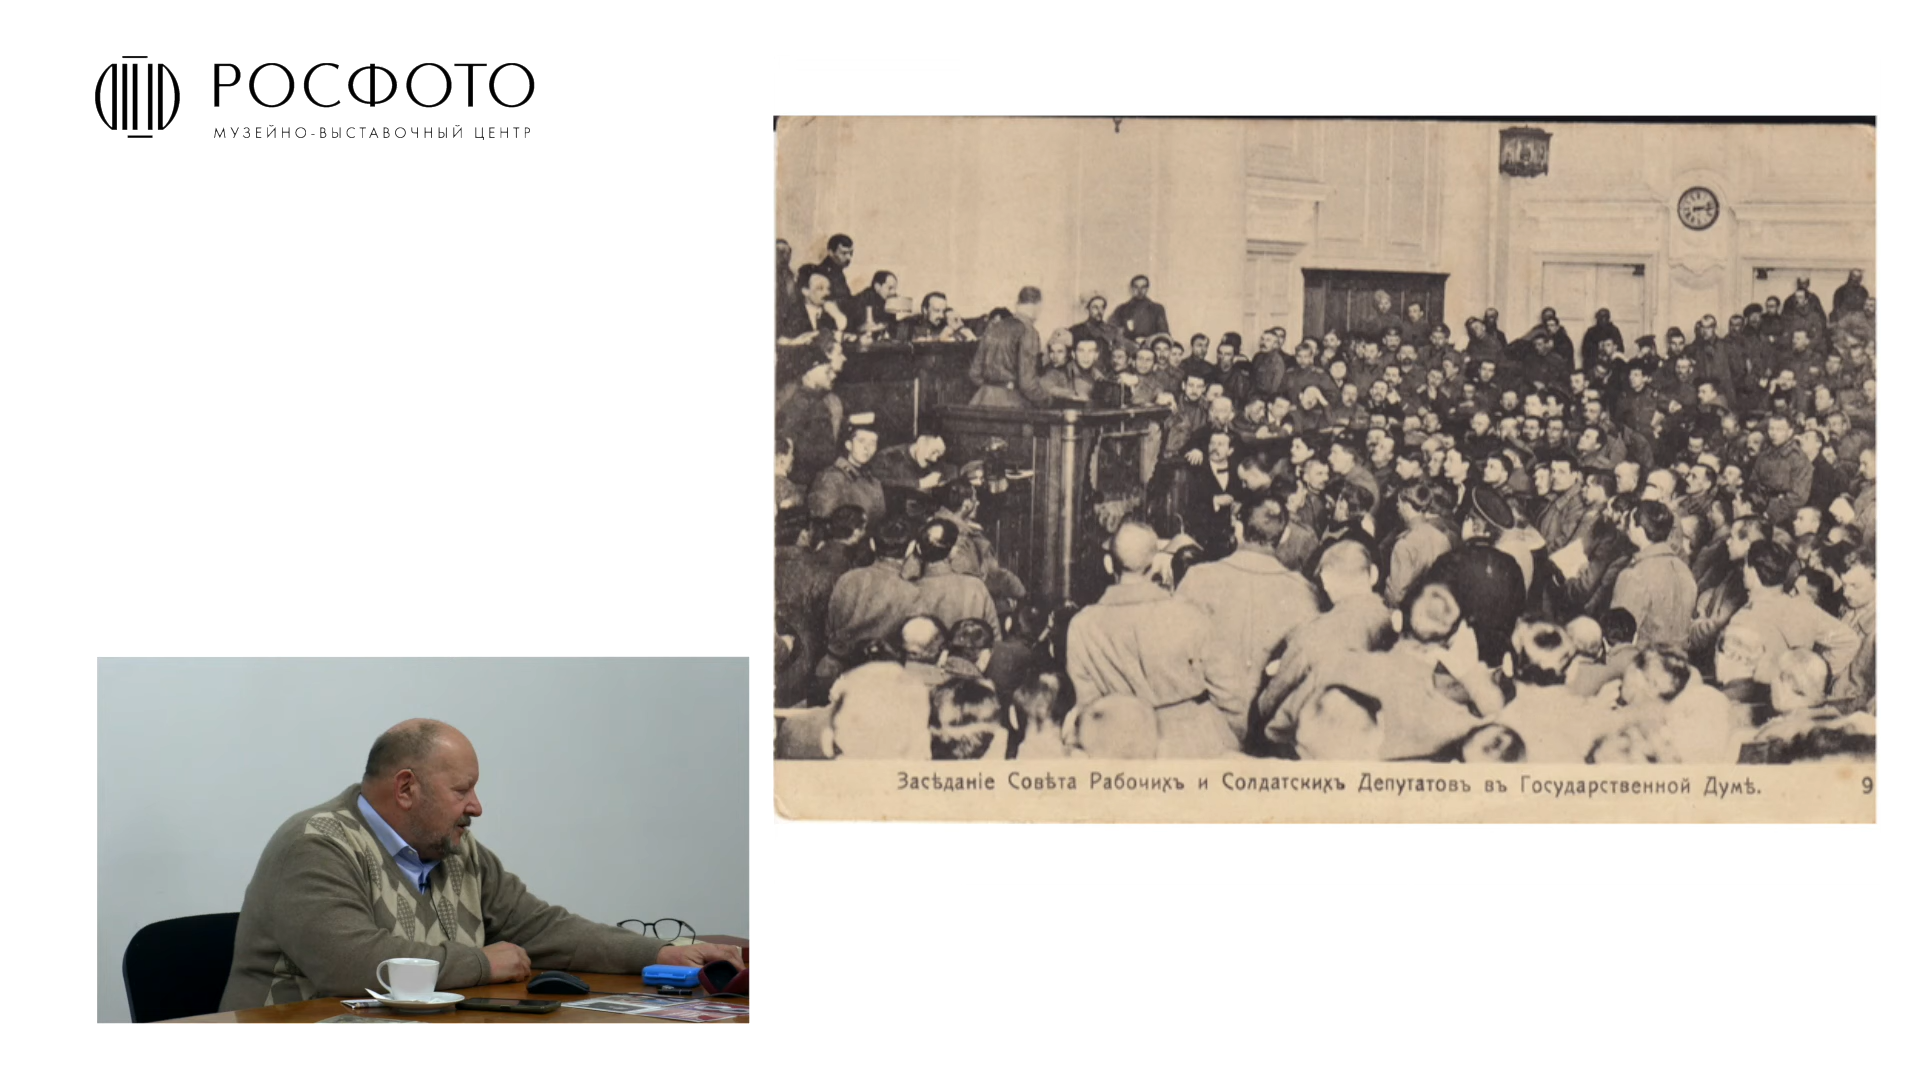 РОСФОТО
МУЗЕЙНО-ВЫСТАВОЧНЫЙ ЦЕНТР
Засѣданіе Совѣта Рабочихъ и Солдатскихъ Депутатовъ въ Государственной Думѣ. 9